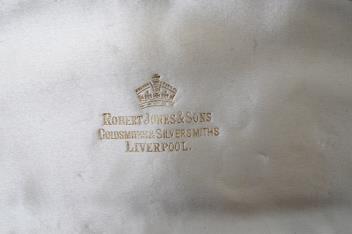 ROBERT JONES & SONS
GOLDSMITHS & SILVERSMITHS
LIVERPOOL.